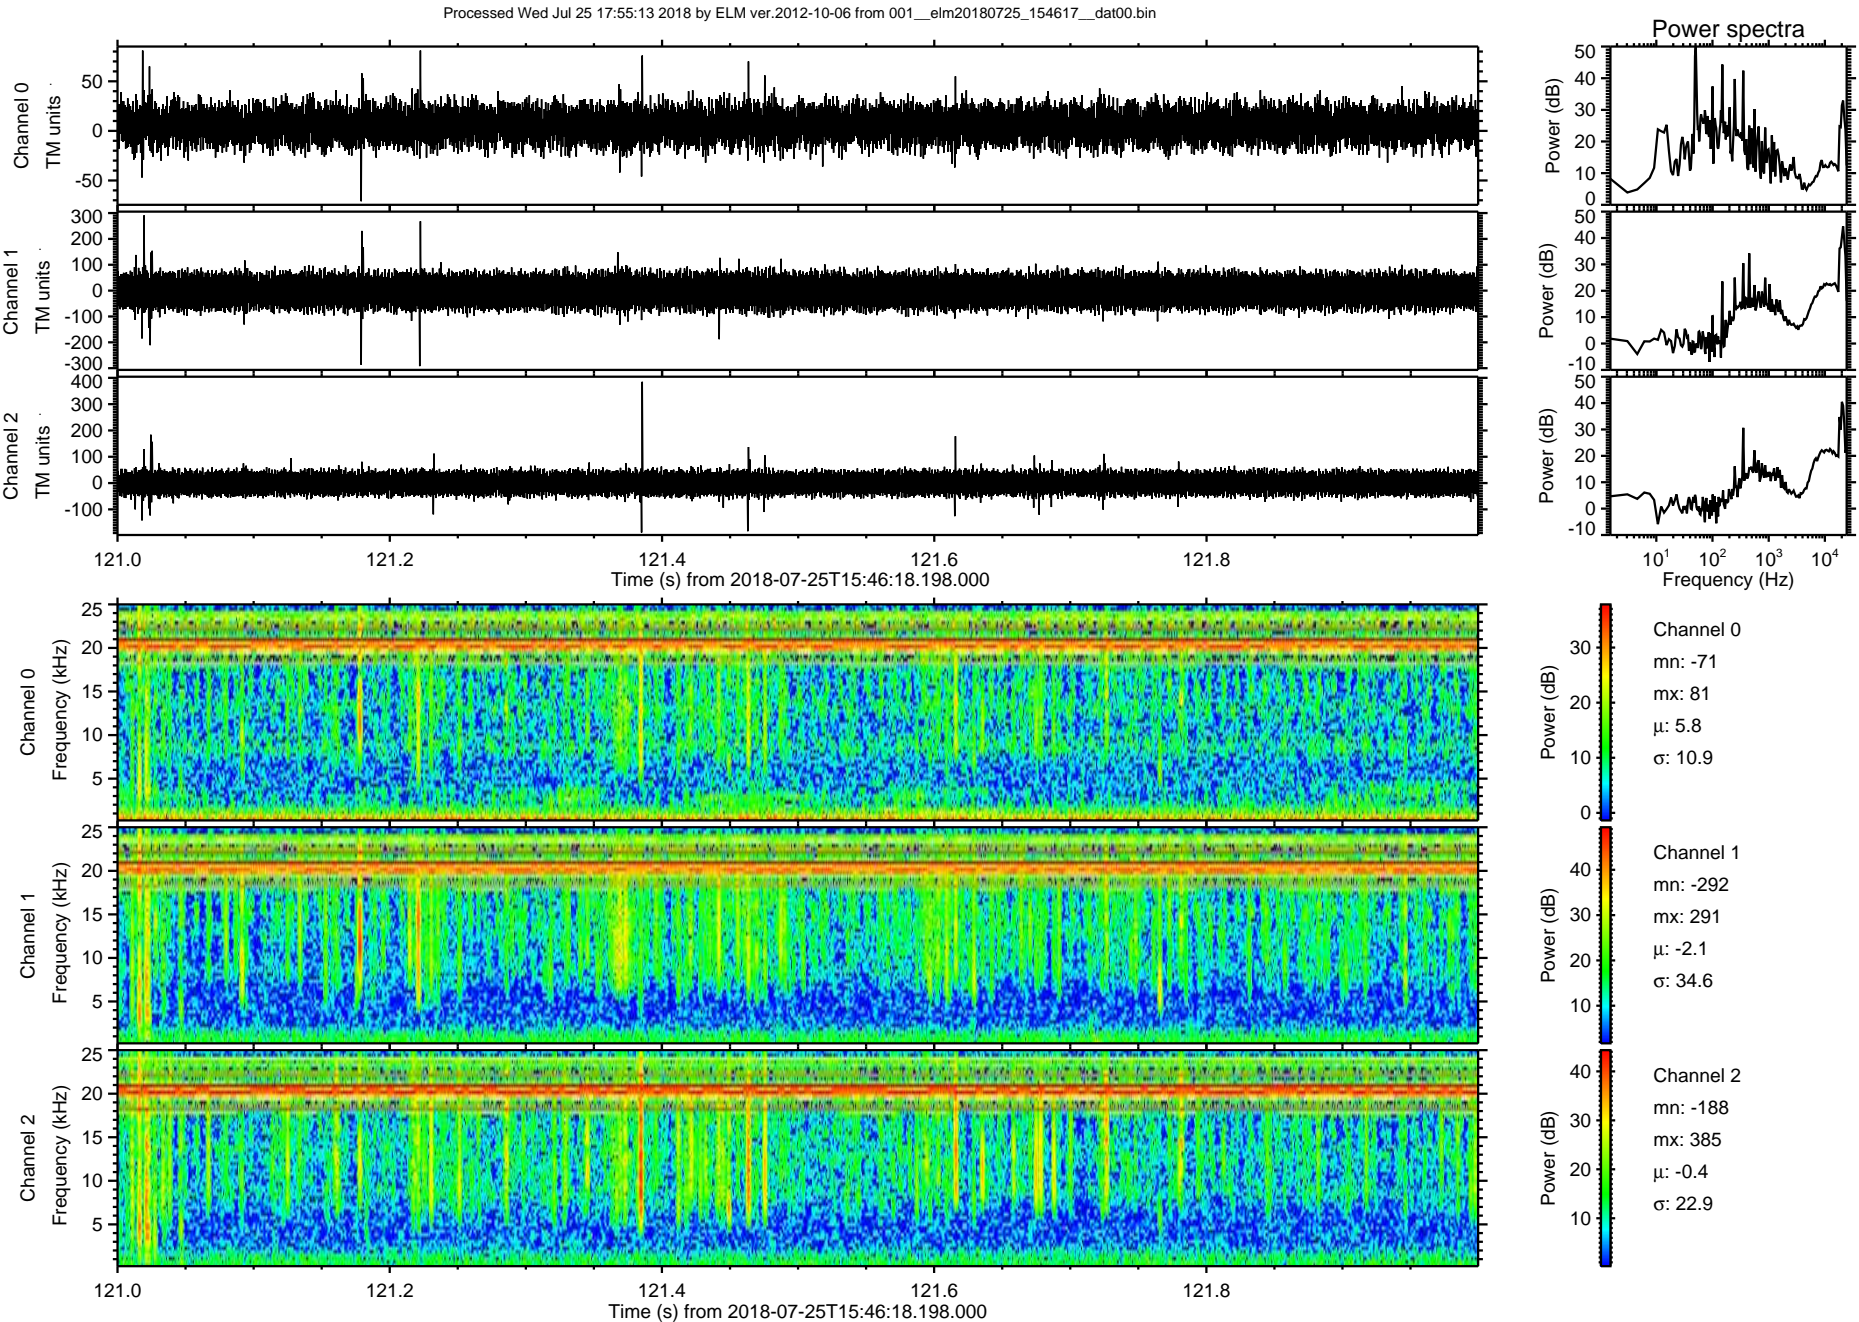 Processed Wed Jul 25 17:55:13 2018 by ELM ver.2012-10-06 from 001__elm20180725_154617__dat00.bin
Power spectra
Channel 0
TM units
50
0
-50
Power (dB)
50
40
30
20
10
0
Channel 1
TM units
300
200
100
0
-100
-200
-300
Power (dB)
50
40
30
20
10
0
-10
Channel 2
TM units
400
300
200
100
0
-100
Power (dB)
50
40
30
20
10
0
-10
121.0 121.2 121.4 121.6 121.8
Time (s) from 2018-07-25T15:46:18.198.000
10¹ 10² 10³ 10⁴
Frequency (Hz)
Channel 0
Frequency (kHz)
25
20
15
10
5
Power (dB)
30
20
10
0
Channel 0
mn: -71
mx: 81
μ: 5.8
σ: 10.9
Channel 1
Frequency (kHz)
25
20
15
10
5
Power (dB)
40
30
20
10
Channel 1
mn: -292
mx: 291
μ: -2.1
σ: 34.6
Channel 2
Frequency (kHz)
25
20
15
10
5
Power (dB)
40
30
20
10
Channel 2
mn: -188
mx: 385
μ: -0.4
σ: 22.9
121.0 121.2 121.4 121.6 121.8
Time (s) from 2018-07-25T15:46:18.198.000